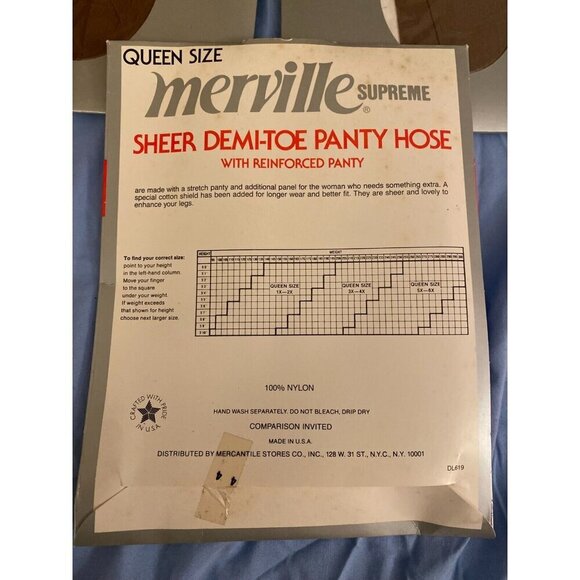 QUEEN SIZE
merville SUPREME
®
SHEER DEMI-TOE PANTY HOSE
WITH REINFORCED PANTY
are made with a stretch panty and additional panel for the woman who needs something extra. A
special cotton shield has been added for longer wear and better fit. They are sheer and lovely to
enhance your legs.
To find your correct size:
point to your height
in the left-hand column.
Move your finger
to the square
under your weight.
If weight exceeds
that shown for height
choose next larger size.
HEIGHT
WEIGHT
QUEEN SIZE
1X—2X
QUEEN SIZE
3X—4X
QUEEN SIZE
5X—6X
100% NYLON
CRAFTED WITH PRIDE
IN U.S.A.
HAND WASH SEPARATELY. DO NOT BLEACH, DRIP DRY
COMPARISON INVITED
MADE IN U.S.A.
DISTRIBUTED BY MERCANTILE STORES CO., INC., 128 W. 31 ST., N.Y.C., N.Y. 10001
DL619